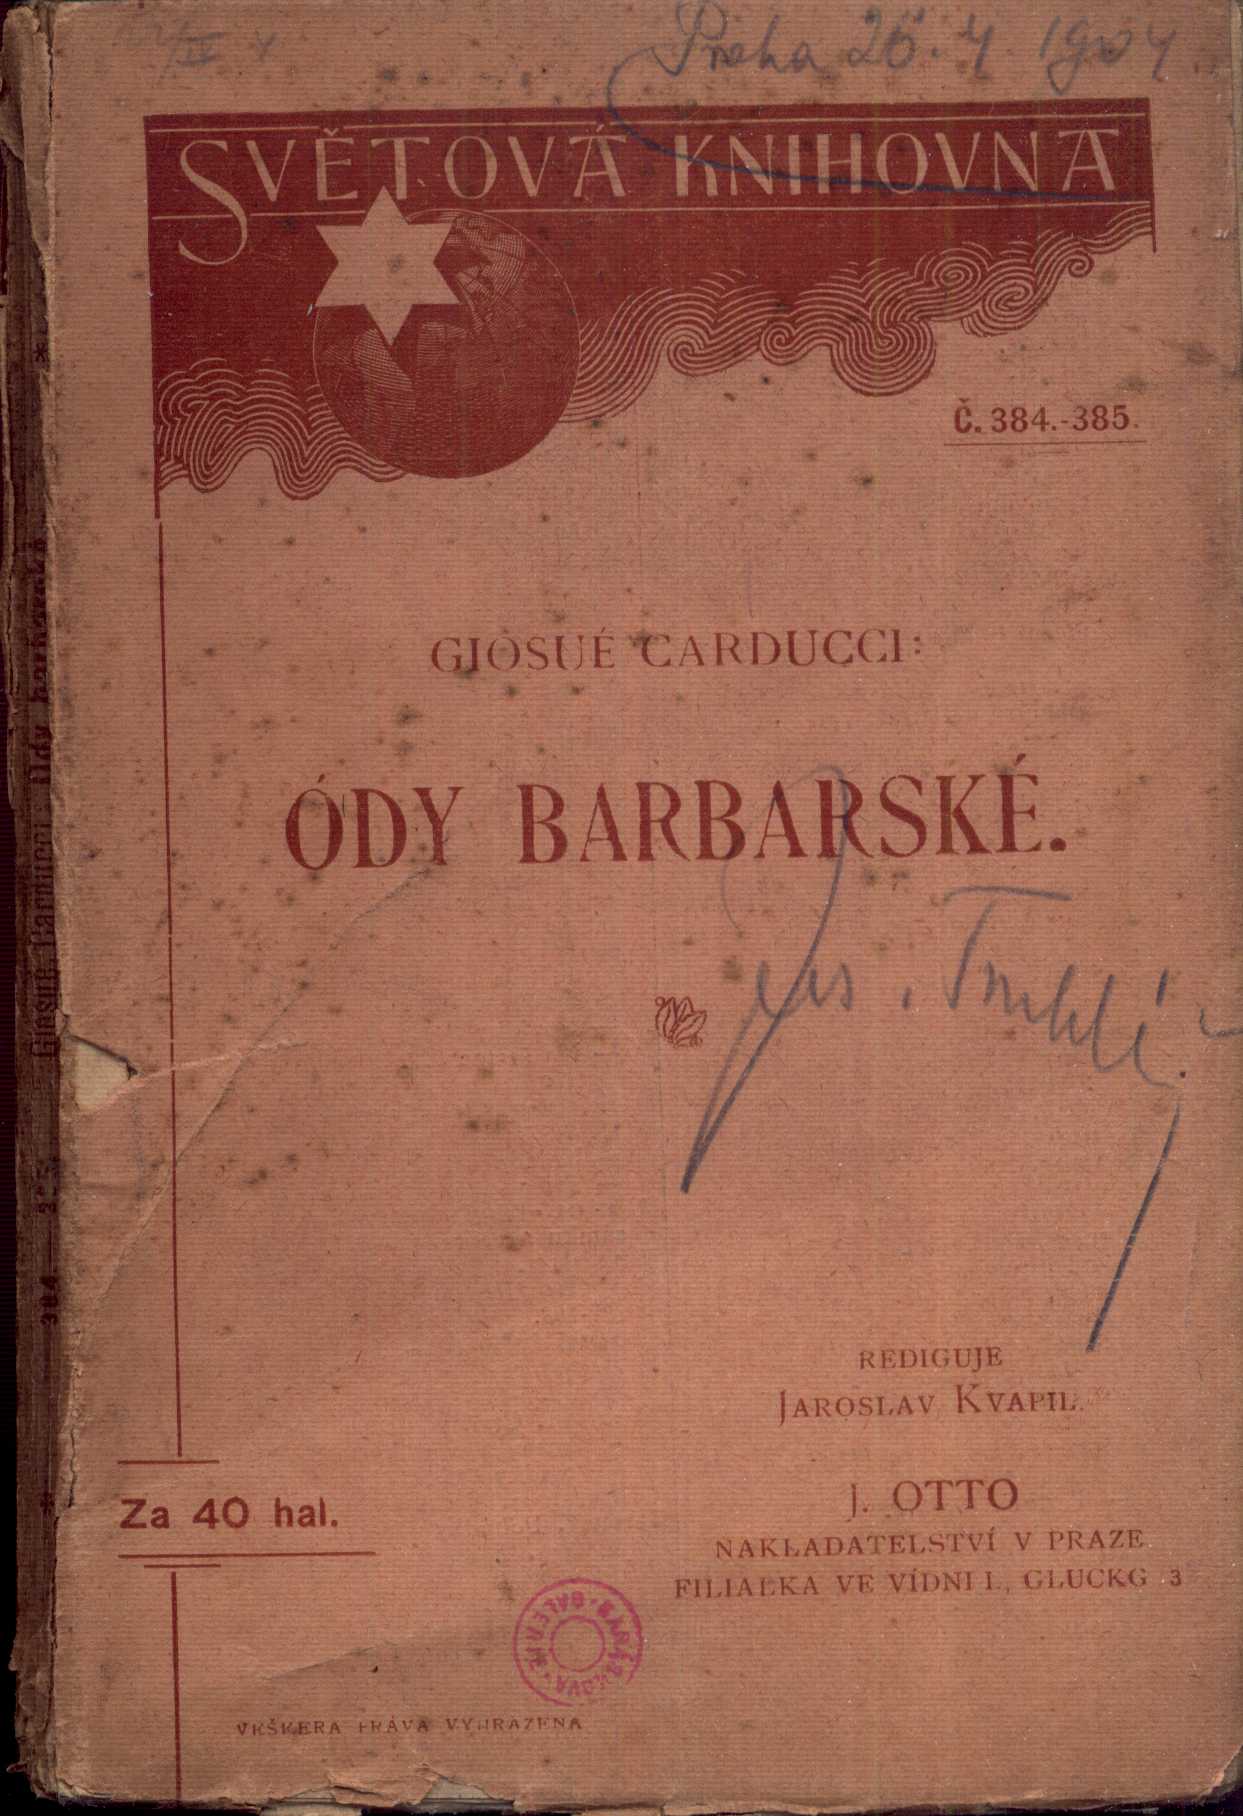 Praha 26. 4 1904
SVĚTOVÁ KNIHOVNA
Č. 384.-385.
GIOSUÉ CARDUCCI:
ÓDY BARBARSKÉ.
REDIGUJE
JAROSLAV KVAPIL.
Za 40 hal.
J. OTTO
NAKLADATELSTVÍ V PRAZE
FILIALKA VE VÍDNI I., GLUCKG 3
VEŠKERA PRÁVA VYHRAZENA
Giosué Carducci: Ódy barbarské
384